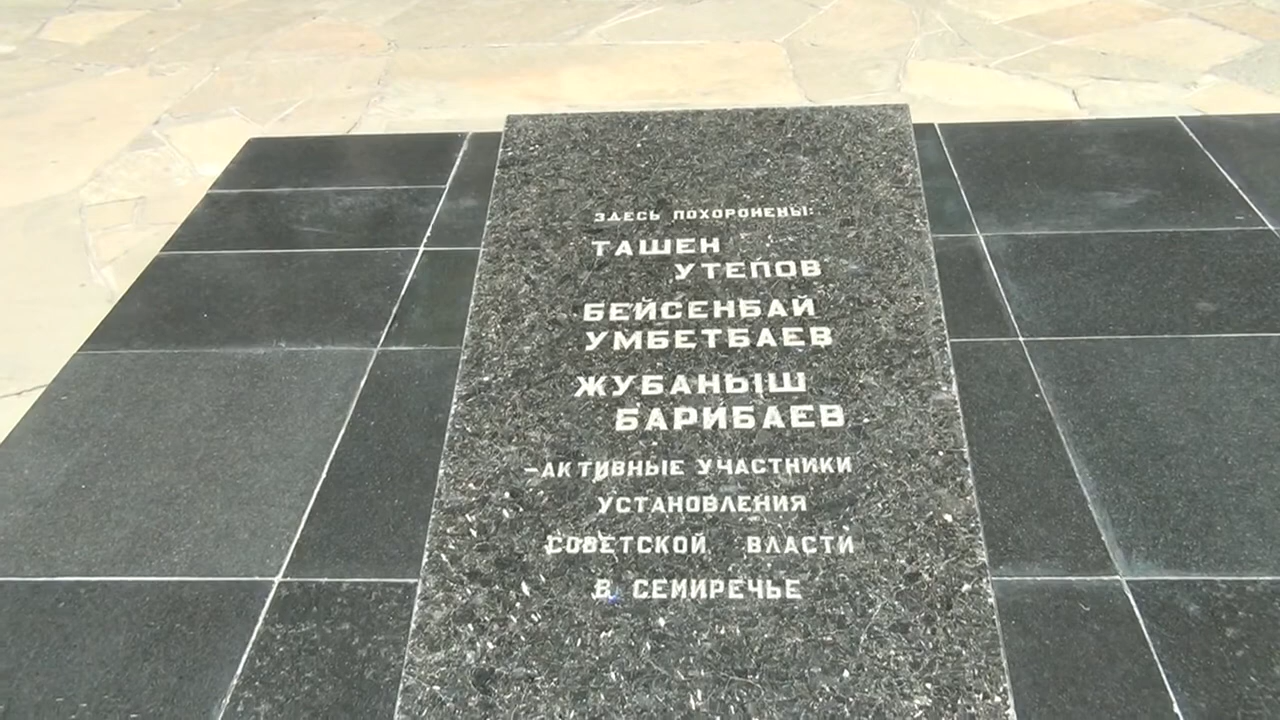 ЗДЕСЬ ПОХОРОНЕНЫ:
ТАШЕН
УТЕПОВ
БЕЙСЕНБАЙ
УМБЕТБАЕВ
ЖУБАНЫШ
БАРИБАЕВ
-АКТИВНЫЕ УЧАСТНИКИ
УСТАНОВЛЕНИЯ
СОВЕТСКОЙ ВЛАСТИ
В СЕМИРЕЧЬЕ